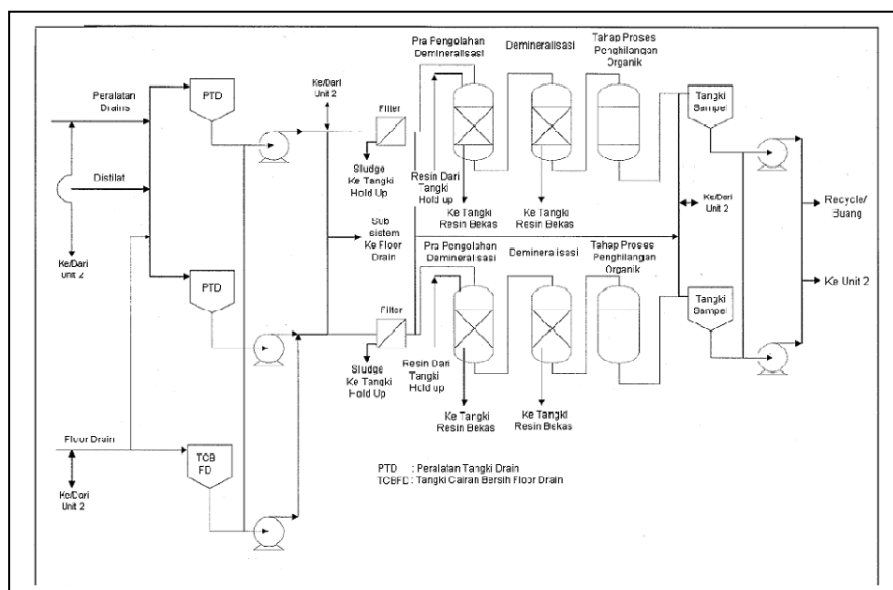 Pra Pengolahan
Demineralisasi
Demineralisasi
Tahap Proses
Penghilangan
Organik
Ke/Dari
Unit 2
Peralatan
Drains
PTD
Filter
Tangki
Sampel
Sludge
Ke Tangki
Hold Up
Resin Dari
Tangki
Hold up
Distilat
Ke Tangki
Resin Bekas
Ke Tangki
Resin Bekas
Ke/Dari
Unit 2
Recycle/
Buang
Sub
sistem
Ke Floor
Drain
Pra Pengolahan
Demineralisasi
Demineralisasi
Tahap Proses
Penghilangan
Organik
Ke/Dari
Unit 2
PTD
Filter
Tangki
Sampel
Ke Unit 2
Sludge
Ke Tangki
Hold Up
Resin Dari
Tangki
Hold up
Ke Tangki
Resin Bekas
Ke Tangki
Resin Bekas
Floor Drain
TCB
FD
Ke/Dari
Unit 2
PTD : Peralatan Tangki Drain
TCBFD : Tangki Cairan Bersih Floor Drain